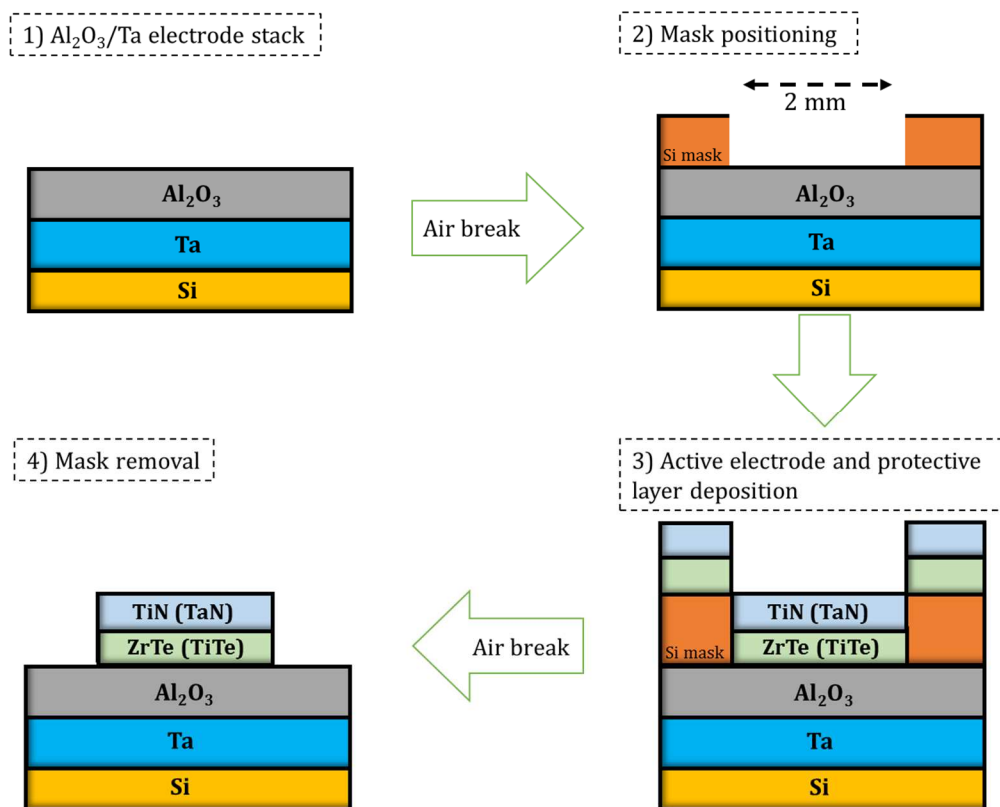 1) Al₂O₃/Ta electrode stack
Al₂O₃
Ta
Si
Air break
2) Mask positioning
2 mm
Si mask
Al₂O₃
Ta
Si
3) Active electrode and protective
layer deposition
TiN (TaN)
Si mask
ZrTe (TiTe)
Al₂O₃
Ta
Si
Air break
4) Mask removal
TiN (TaN)
ZrTe (TiTe)
Al₂O₃
Ta
Si